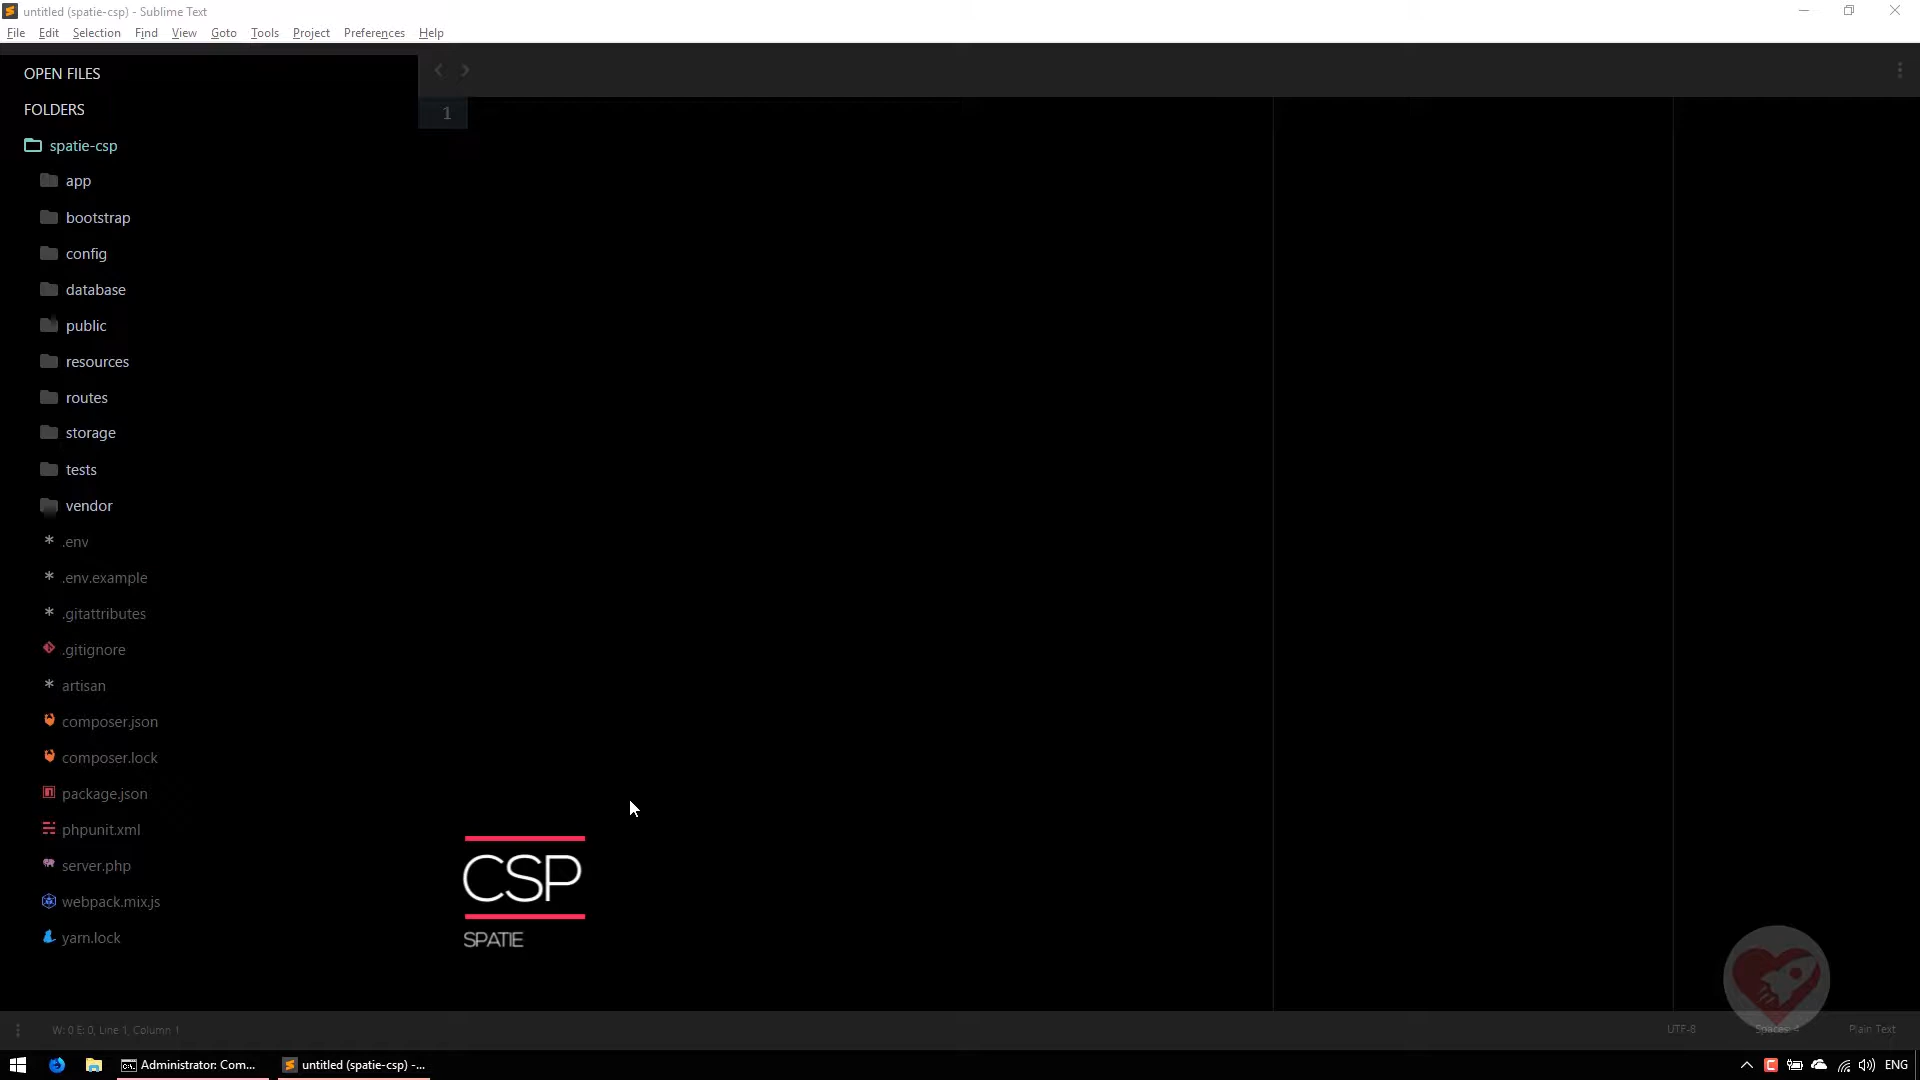 untitled (spatie-csp) - Sublime Text
File Edit Selection Find View Goto Tools Project Preferences Help
OPEN FILES
FOLDERS
spatie-csp
app
bootstrap
config
database
public
resources
routes
storage
tests
vendor
.env
.env.example
.gitattributes
.gitignore
artisan
composer.json
composer.lock
package.json
phpunit.xml
server.php
webpack.mix.js
yarn.lock
1
CSP
SPATIE
W: 0 E: 0, Line 1, Column 1
UTF-8
Spaces: 4
Plain Text
Administrator: Com...
untitled (spatie-csp) -...
ENG